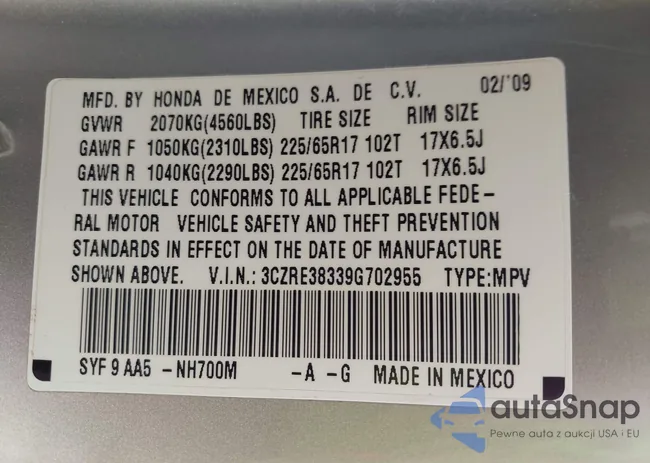 MFD. BY HONDA DE MEXICO S.A. DE C.V. 02/'09
GVWR 2070KG(4560LBS) TIRE SIZE RIM SIZE
GAWR F 1050KG(2310LBS) 225/65R17 102T 17X6.5J
GAWR R 1040KG(2290LBS) 225/65R17 102T 17X6.5J
THIS VEHICLE CONFORMS TO ALL APPLICABLE FEDE-
RAL MOTOR VEHICLE SAFETY AND THEFT PREVENTION
STANDARDS IN EFFECT ON THE DATE OF MANUFACTURE
SHOWN ABOVE. V.I.N.: 3CZRE38339G702955 TYPE:MPV
SYF 9 AA5 -NH700M -A -G MADE IN MEXICO
autaSnap
Pewne auta z aukcji USA i EU